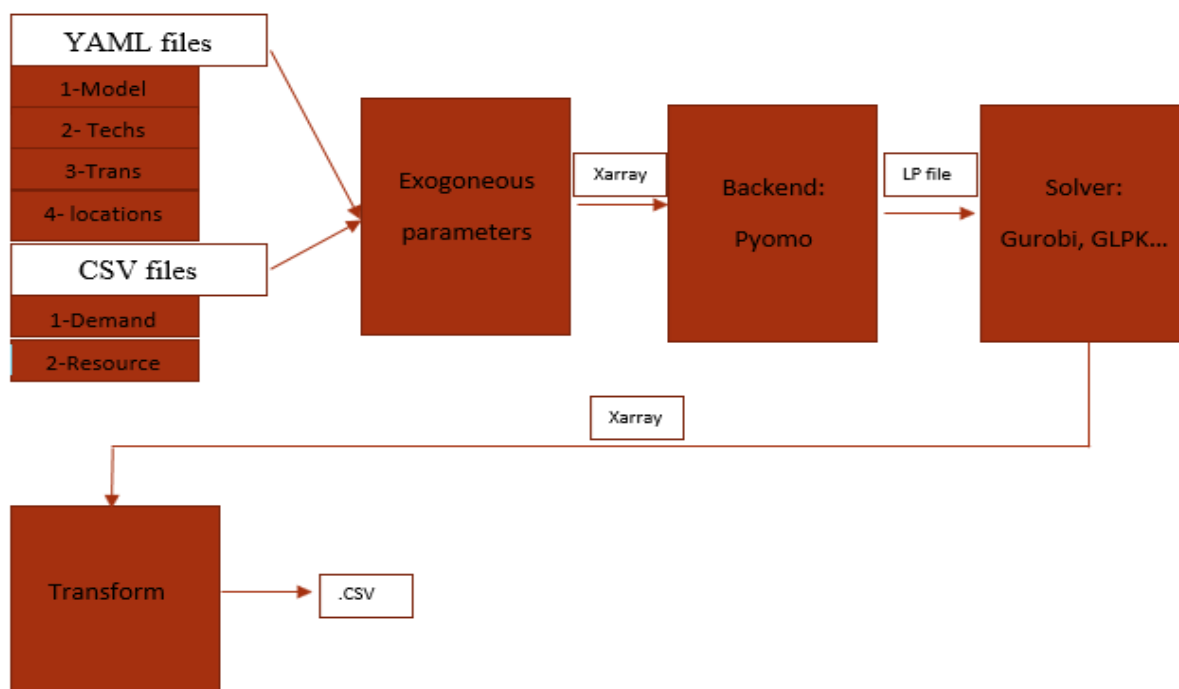 YAML files
1-Model
2- Techs
3-Trans
4- locations
CSV files
1-Demand
2-Resource
Exogoneous
parameters
Xarray
Backend:
Pyomo
LP file
Solver:
Gurobi, GLPK...
Xarray
Transform
.CSV